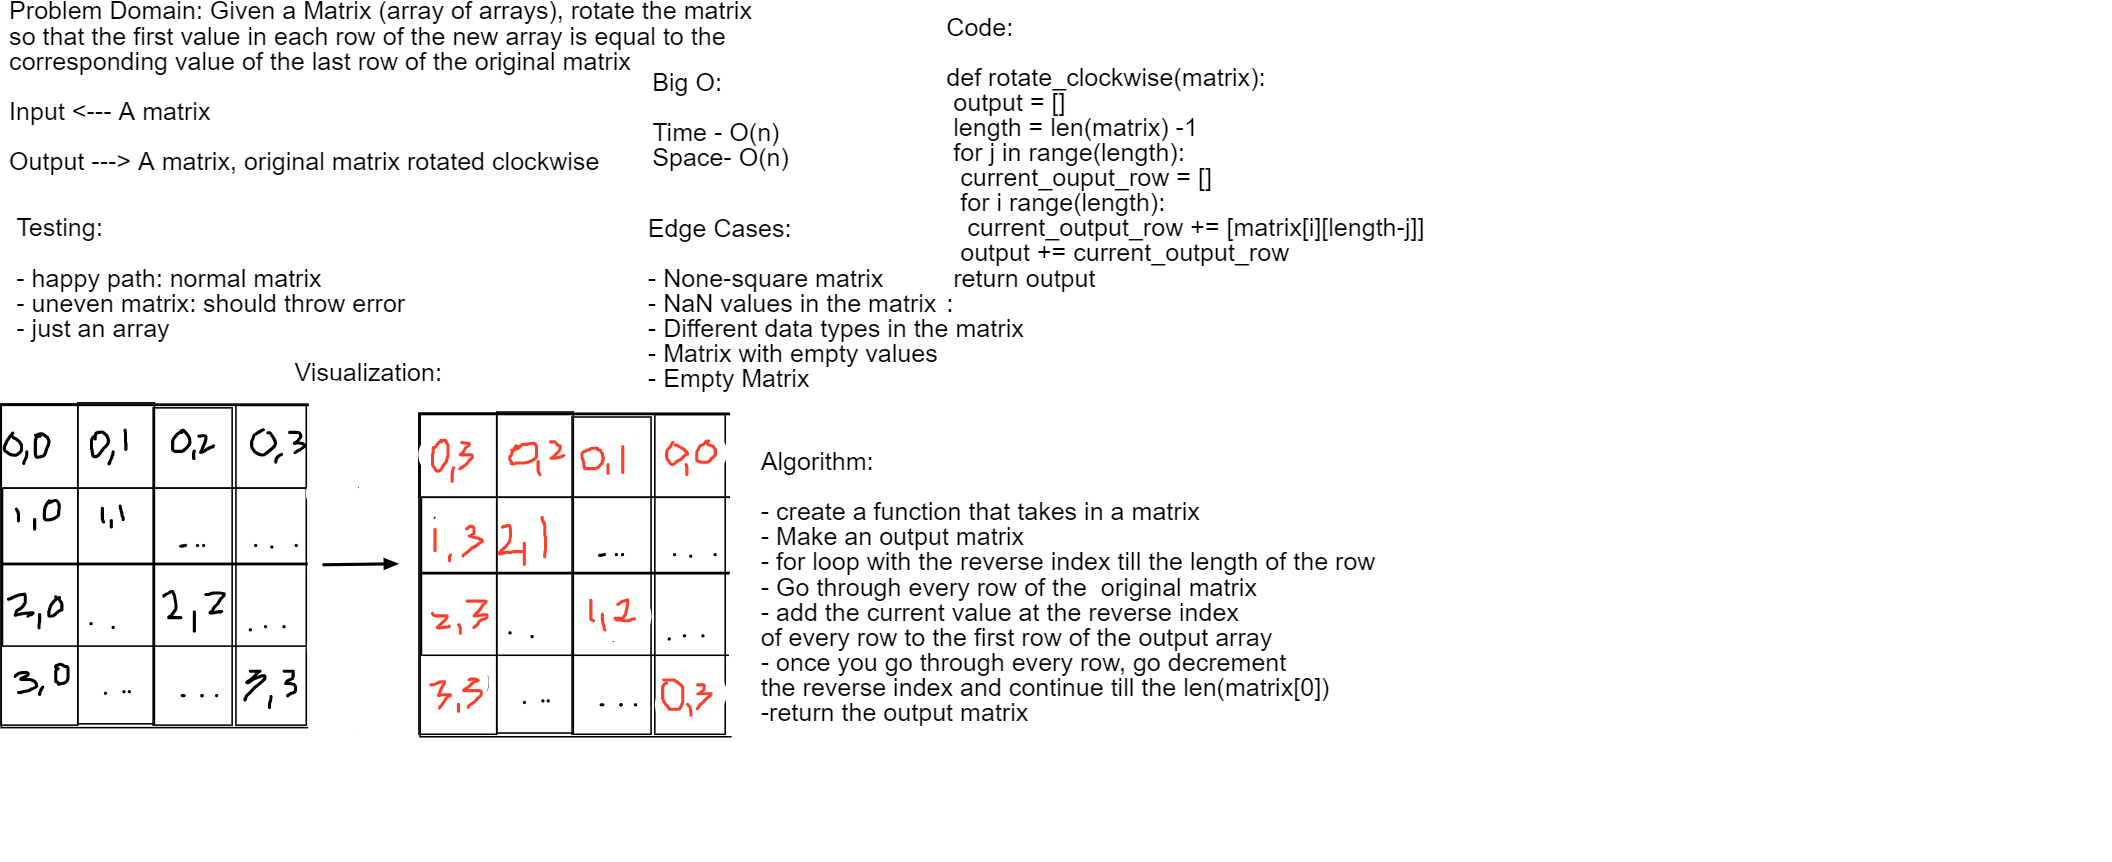 Problem Domain: Given a Matrix (array of arrays), rotate the matrix
so that the first value in each row of the new array is equal to the
corresponding value of the last row of the original matrix
Input <--- A matrix
Output ---> A matrix, original matrix rotated clockwise
Testing:
- happy path: normal matrix
- uneven matrix: should throw error
- just an array
Big O:
Time - O(n)
Space- O(n)
Edge Cases:
- None-square matrix
- NaN values in the matrix :
- Different data types in the matrix
- Matrix with empty values
- Empty Matrix
Code:
def rotate_clockwise(matrix):
output = []
length = len(matrix) -1
for j in range(length):
current_ouput_row = []
for i range(length):
current_output_row += [matrix[i][length-j]]
output += current_output_row
return output
Visualization:
0,0 0,1 0,2 0,3
1,0 1,1 ... ...
2,0 .. 2,2 ...
3,0 ... ... 3,3
0,3 0,2 0,1 0,0
1,3 2,1 ... ...
2,3 .. 1,2 ...
3,3 ... ... 0,3
Algorithm:
- create a function that takes in a matrix
- Make an output matrix
- for loop with the reverse index till the length of the row
- Go through every row of the  original matrix
- add the current value at the reverse index
of every row to the first row of the output array
- once you go through every row, go decrement
the reverse index and continue till the len(matrix[0])
-return the output matrix